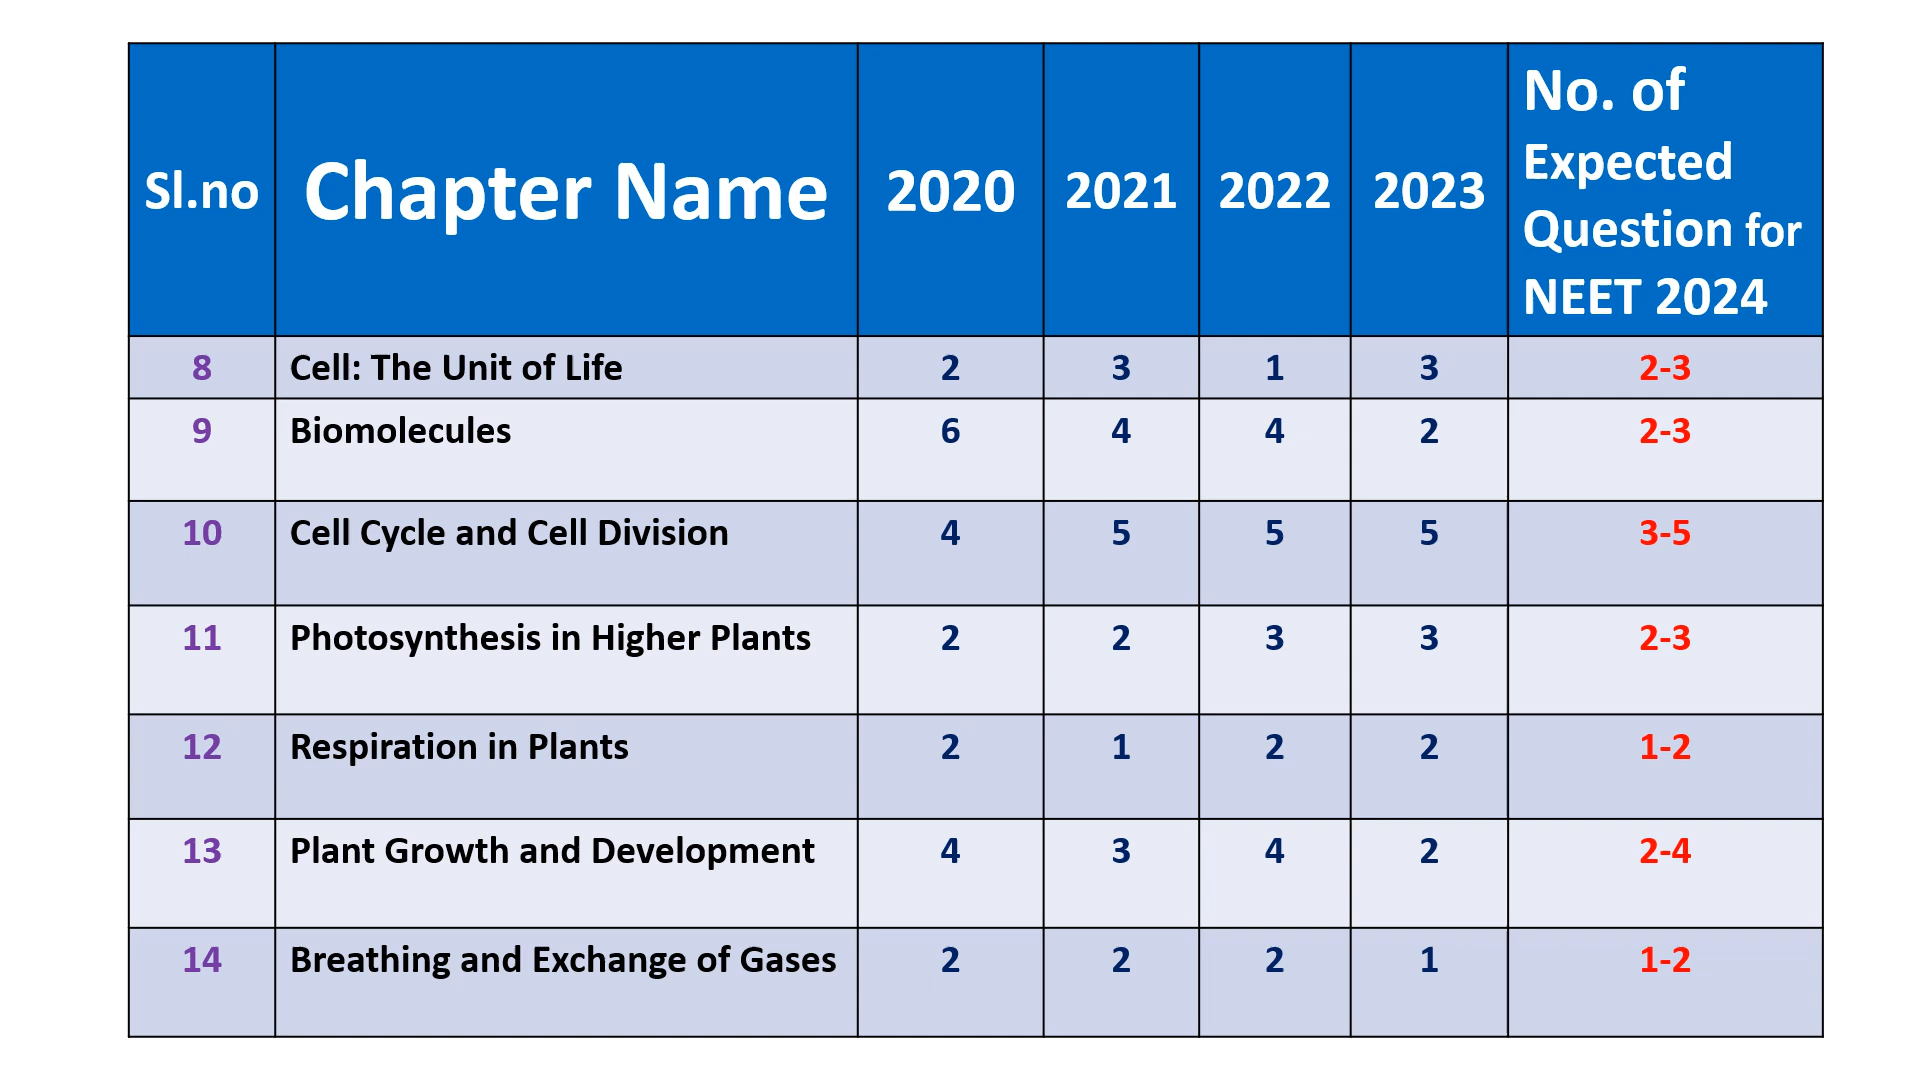 Sl.no Chapter Name 2020 2021 2022 2023 No. of
Expected
Question for
NEET 2024
8 Cell: The Unit of Life 2 3 1 3 2-3
9 Biomolecules 6 4 4 2 2-3
10 Cell Cycle and Cell Division 4 5 5 5 3-5
11 Photosynthesis in Higher Plants 2 2 3 3 2-3
12 Respiration in Plants 2 1 2 2 1-2
13 Plant Growth and Development 4 3 4 2 2-4
14 Breathing and Exchange of Gases 2 2 2 1 1-2